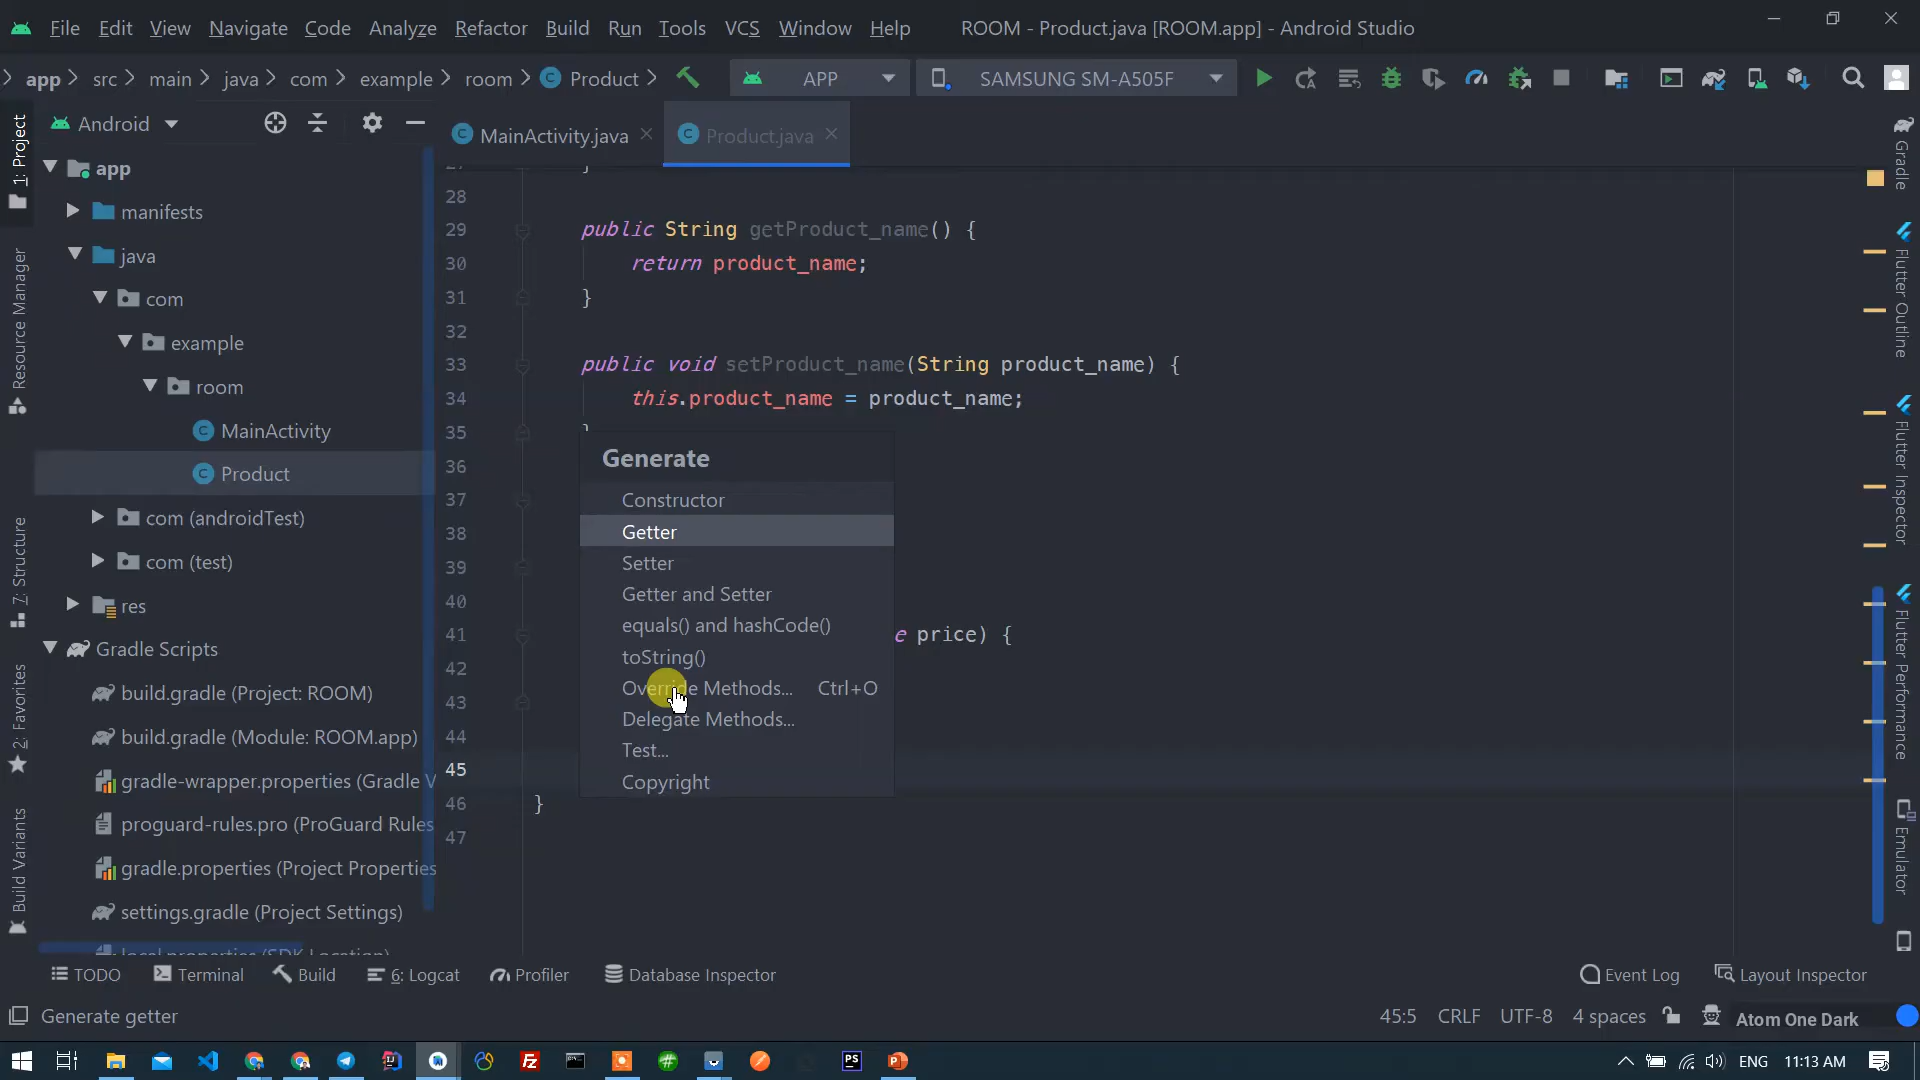 File Edit View Navigate Code Analyze Refactor Build Run Tools VCS Window Help ROOM - Product.java [ROOM.app] - Android Studio
app src main java com example room Product APP SAMSUNG SM-A505F
Android
MainActivity.java
Product.java
app
manifests
java
com
example
room
MainActivity
Product
com (androidTest)
com (test)
res
Gradle Scripts
build.gradle (Project: ROOM)
build.gradle (Module: ROOM.app)
gradle-wrapper.properties (Gradle V
proguard-rules.pro (ProGuard Rules
gradle.properties (Project Properties
settings.gradle (Project Settings)
local.properties (SDK Location)
1: Project
Resource Manager
7: Structure
2: Favorites
Build Variants
28
29 public String getProduct_name() {
30 return product_name;
31 }
32
33 public void setProduct_name(String product_name) {
34 this.product_name = product_name;
35 }
36
37
38
39
40
41 e price) {
42
43
44
45
46 }
47
Generate
Constructor
Getter
Setter
Getter and Setter
equals() and hashCode()
toString()
Override Methods... Ctrl+O
Delegate Methods...
Test...
Copyright
Gradle
Flutter Outline
Flutter Inspector
Flutter Performance
Emulator
TODO Terminal Build 6: Logcat Profiler Database Inspector Event Log Layout Inspector
Generate getter 45:5 CRLF UTF-8 4 spaces Atom One Dark
ENG 11:13 AM